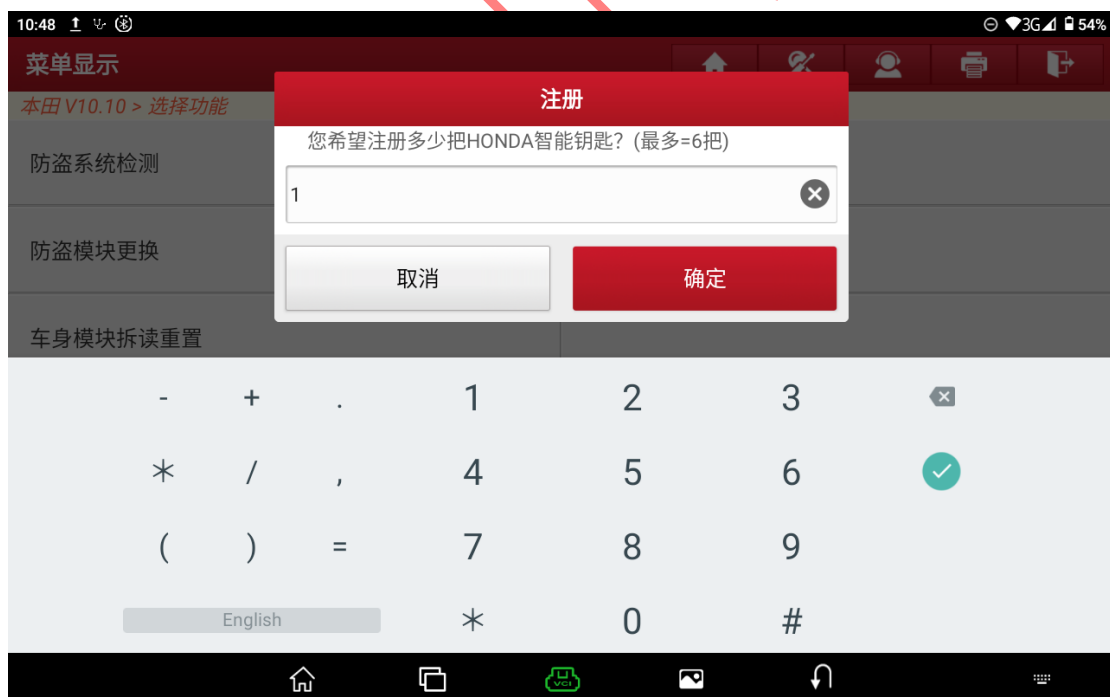 10:48
3G
54%
菜单显示
本田 V10.10 > 选择功能
注册
您希望注册多少把HONDA智能钥匙？(最多=6把)
1
取消
确定
防盗系统检测
防盗模块更换
车身模块拆读重置
- + . 1 2 3
* / , 4 5 6
( ) = 7 8 9
English * 0 #
VCI